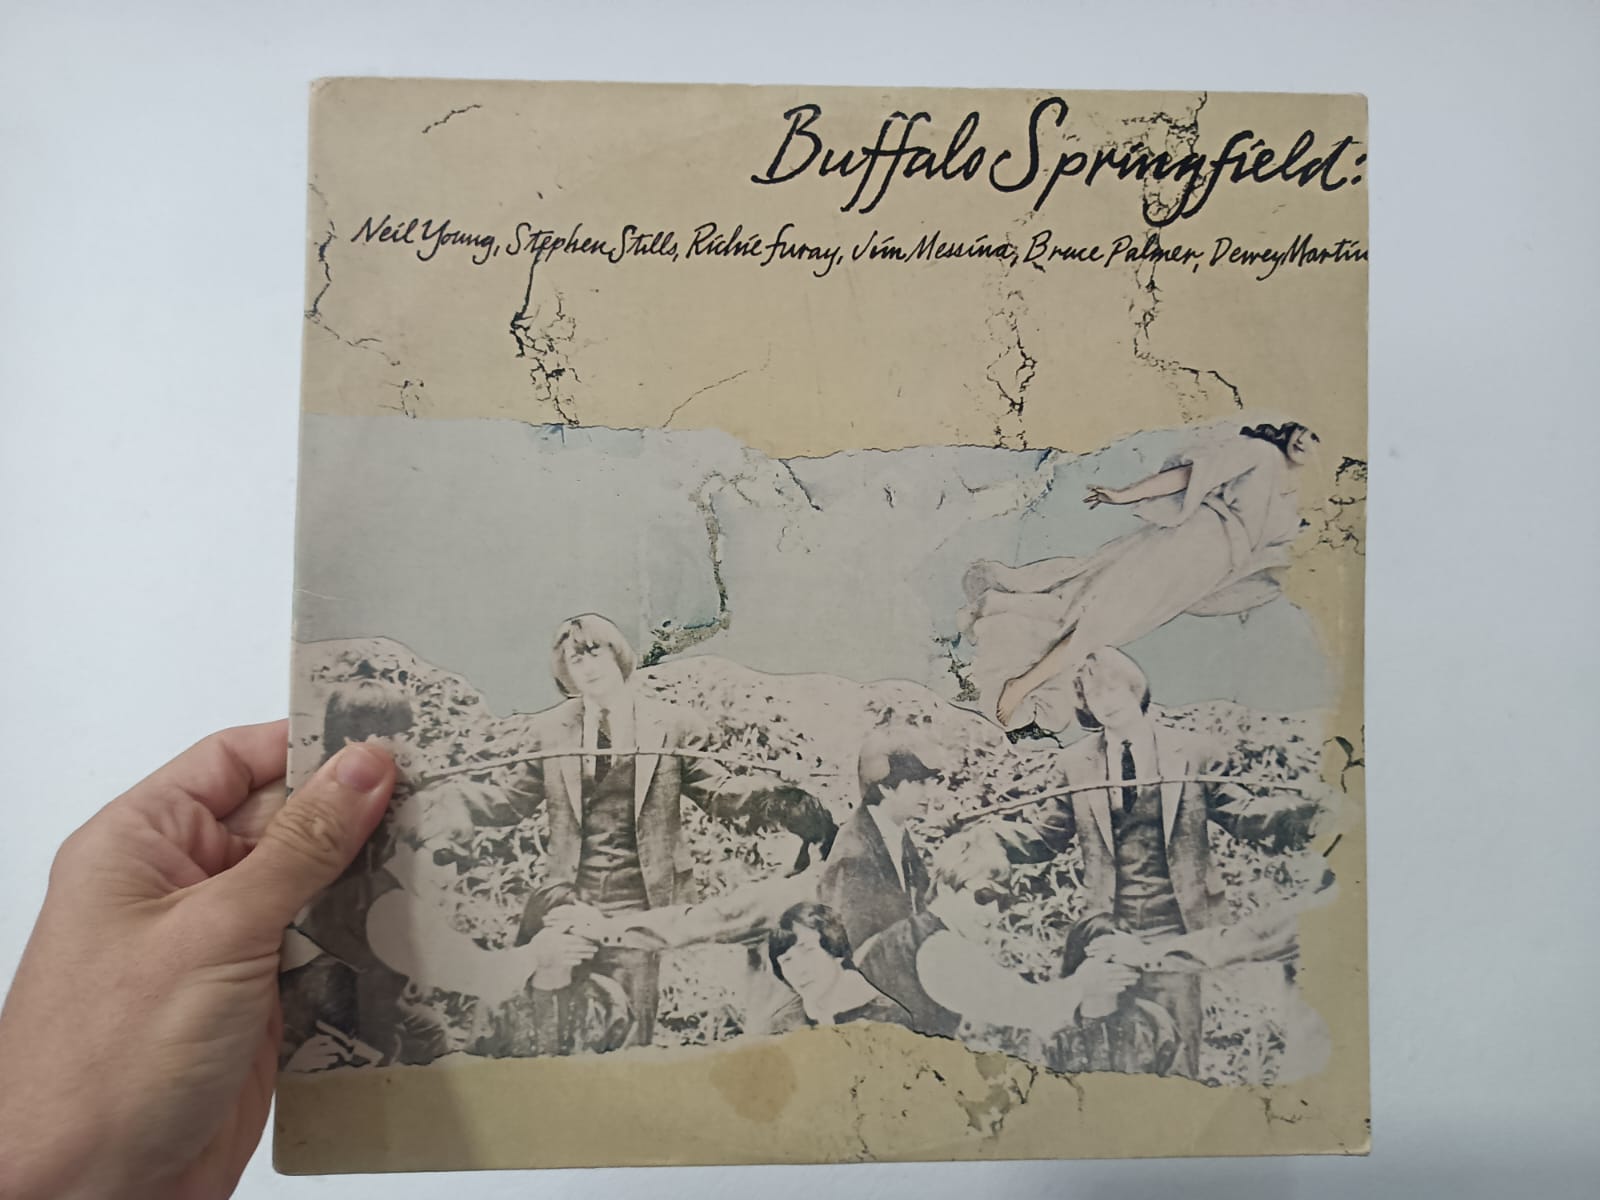 Buffalo Springfield:
Neil Young, Stephen Stills, Richie Furay, Jim Messina, Bruce Palmer, Dewey Martin